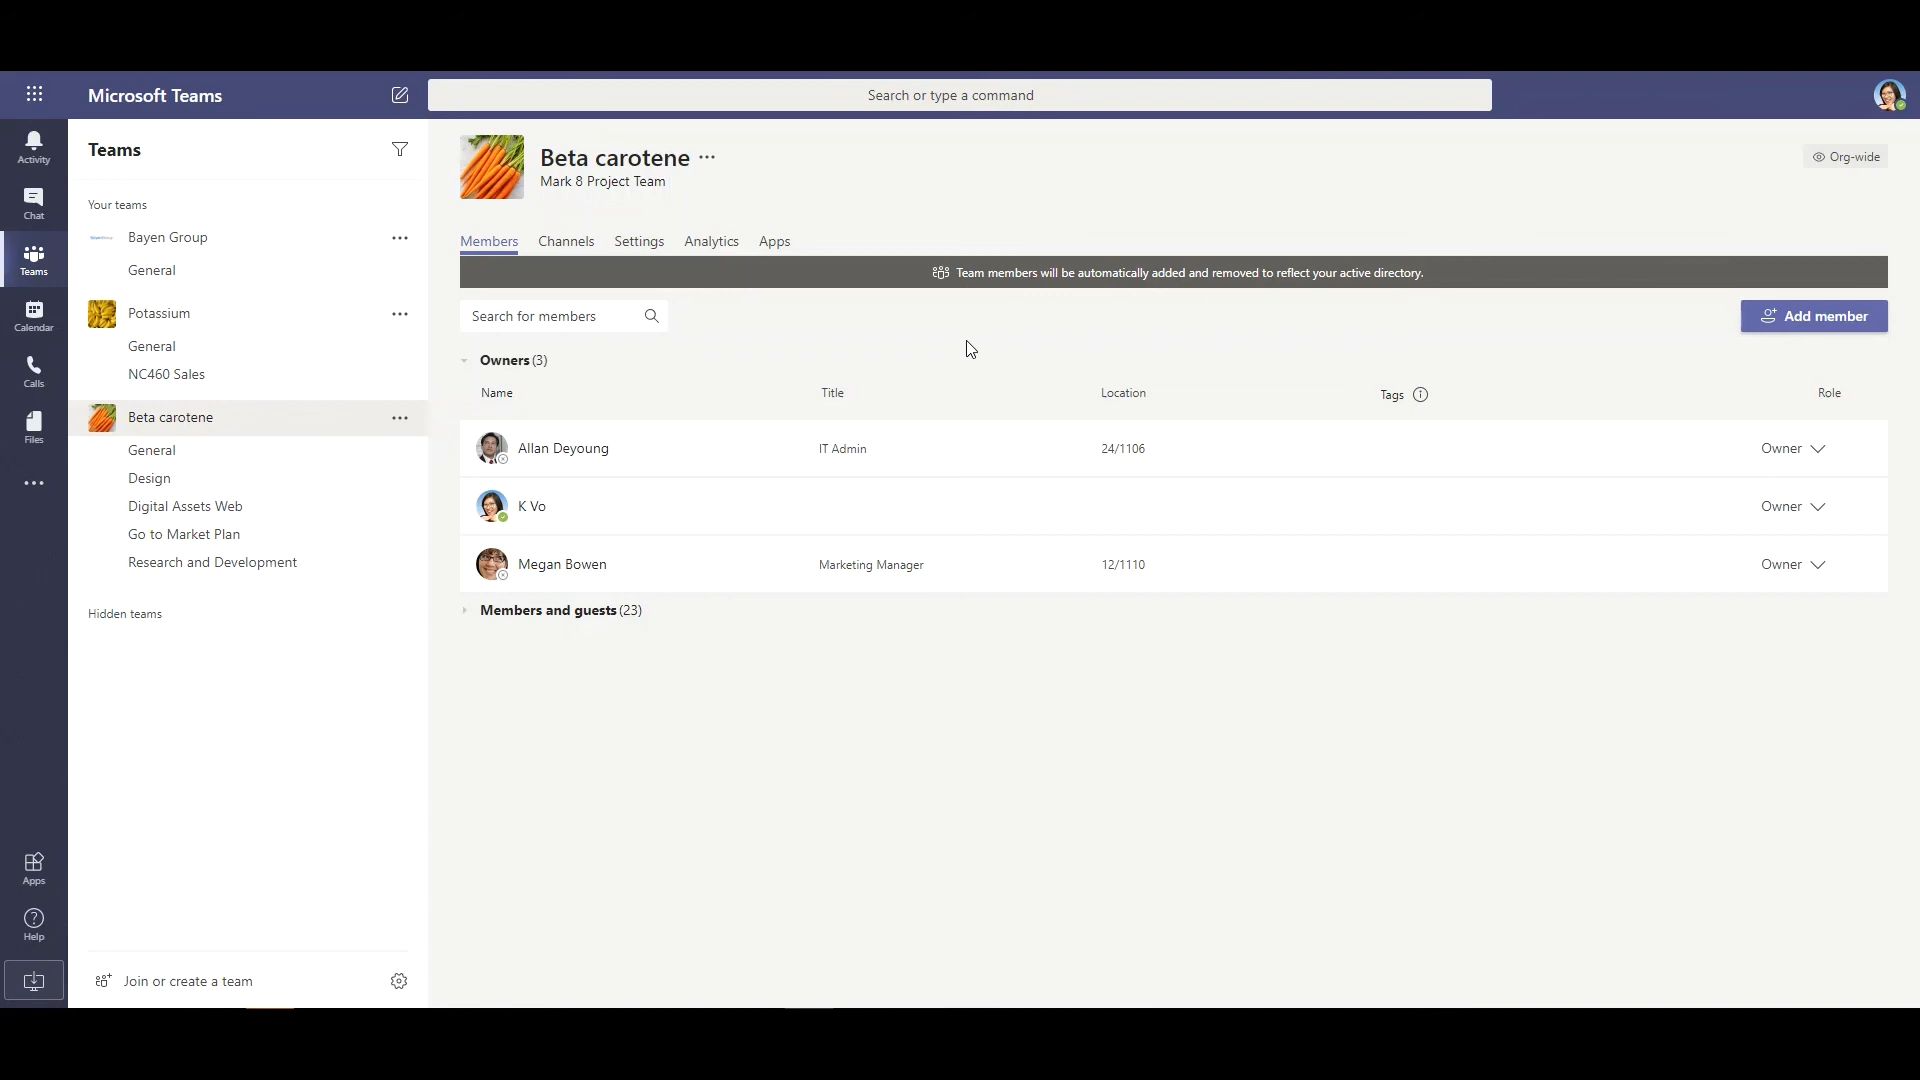 Microsoft Teams
Search or type a command
Activity
Chat
Teams
Calendar
Calls
Files
Apps
Help
Teams
Your teams
Bayen Group
General
Potassium
General
NC460 Sales
Beta carotene
General
Design
Digital Assets Web
Go to Market Plan
Research and Development
Hidden teams
Join or create a team
Beta carotene
Mark 8 Project Team
Org-wide
Members Channels Settings Analytics Apps
Team members will be automatically added and removed to reflect your active directory.
Search for members
Add member
Owners (3)
Name Title Location Tags Role
Allan Deyoung IT Admin 24/1106 Owner
K Vo Owner
Megan Bowen Marketing Manager 12/1110 Owner
Members and guests (23)